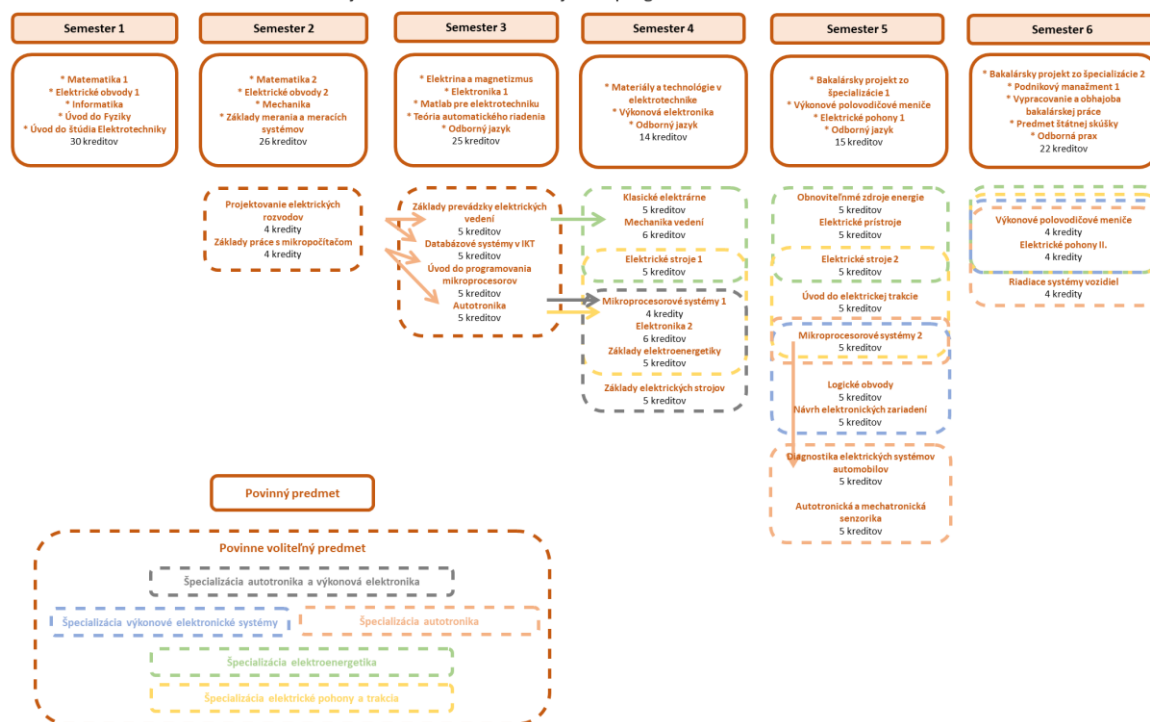 Semester 1
Semester 2
Semester 3
Semester 4
Semester 5
Semester 6
* Matematika 1
* Elektrické obvody 1
* Informatika
* Úvod do Fyziky
* Úvod do štúdia Elektrotechniky
30 kreditov
* Matematika 2
* Elektrické obvody 2
* Mechanika
* Základy merania a meracích
systémov
26 kreditov
* Elektrina a magnetizmus
* Elektronika 1
* Matlab pre elektrotechniku
* Teória automatického riadenia
* Odborný jazyk
25 kreditov
* Materiály a technológie v
elektrotechnike
* Výkonová elektronika
* Odborný jazyk
14 kreditov
* Bakalársky projekt zo
špecializácie 1
* Výkonové polovodičové meniče
* Elektrické pohony 1
* Odborný jazyk
15 kreditov
* Bakalársky projekt zo špecializácie 2
* Podnikový manažment 1
* Vypracovanie a obhajoba
bakalárskej práce
* Predmet štátnej skúšky
* Odborná prax
22 kreditov
Projektovanie elektrických
rozvodov
4 kredity
Základy práce s mikropočítačom
4 kredity
Základy prevádzky elektrických
vedení
5 kreditov
Databázové systémy v IKT
5 kreditov
Úvod do programovania
mikroprocesorov
5 kreditov
Autotronika
5 kreditov
Klasické elektrárne
5 kreditov
Mechanika vedení
6 kreditov
Elektrické stroje 1
5 kreditov
Mikroprocesorové systémy 1
4 kredity
Elektronika 2
6 kreditov
Základy elektroenergetiky
5 kreditov
Základy elektrických strojov
5 kreditov
Obnoviteľnmé zdroje energie
5 kreditov
Elektrické prístroje
5 kreditov
Elektrické stroje 2
5 kreditov
Úvod do elektrickej trakcie
5 kreditov
Mikroprocesorové systémy 2
5 kreditov
Logické obvody
5 kreditov
Návrh elektronických zariadení
5 kreditov
Diagnostika elektrických systémov
automobilov
5 kreditov
Autotronická a mechatronická
senzorika
5 kreditov
Výkonové polovodičové meniče
4 kredity
Elektrické pohony II.
4 kredity
Riadiace systémy vozidiel
4 kredity
Povinný predmet
Povinne voliteľný predmet
Špecializácia autotronika a výkonová elektronika
Špecializácia výkonové elektronické systémy
Špecializácia autotronika
Špecializácia elektroenergetika
Špecializácia elektrické pohony a trakcia